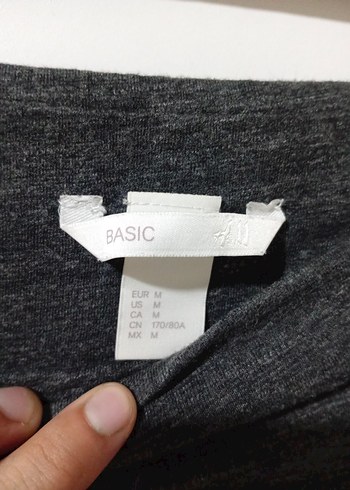 BASIC
EUR M
US M
CA M
CN 170/80A
MX M